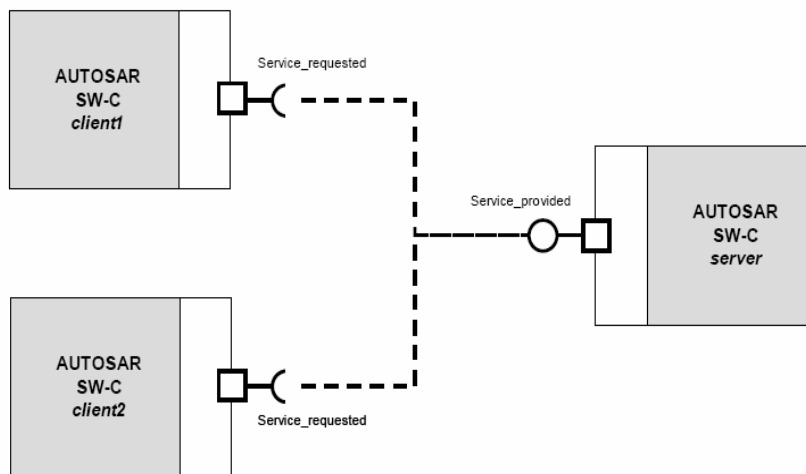 AUTOSAR
SW-C
client1
Service_requested
Service_provided
AUTOSAR
SW-C
server
AUTOSAR
SW-C
client2
Service_requested